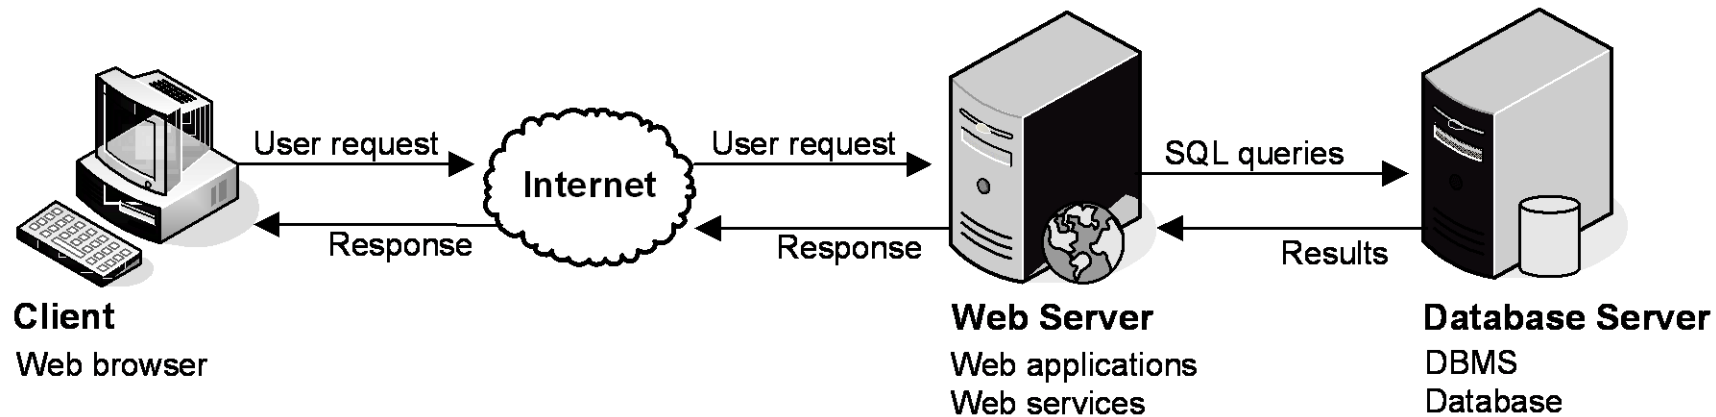 User request
Internet
User request
SQL queries
Response
Response
Results
Client
Web browser
Web Server
Web applications
Web services
Database Server
DBMS
Database